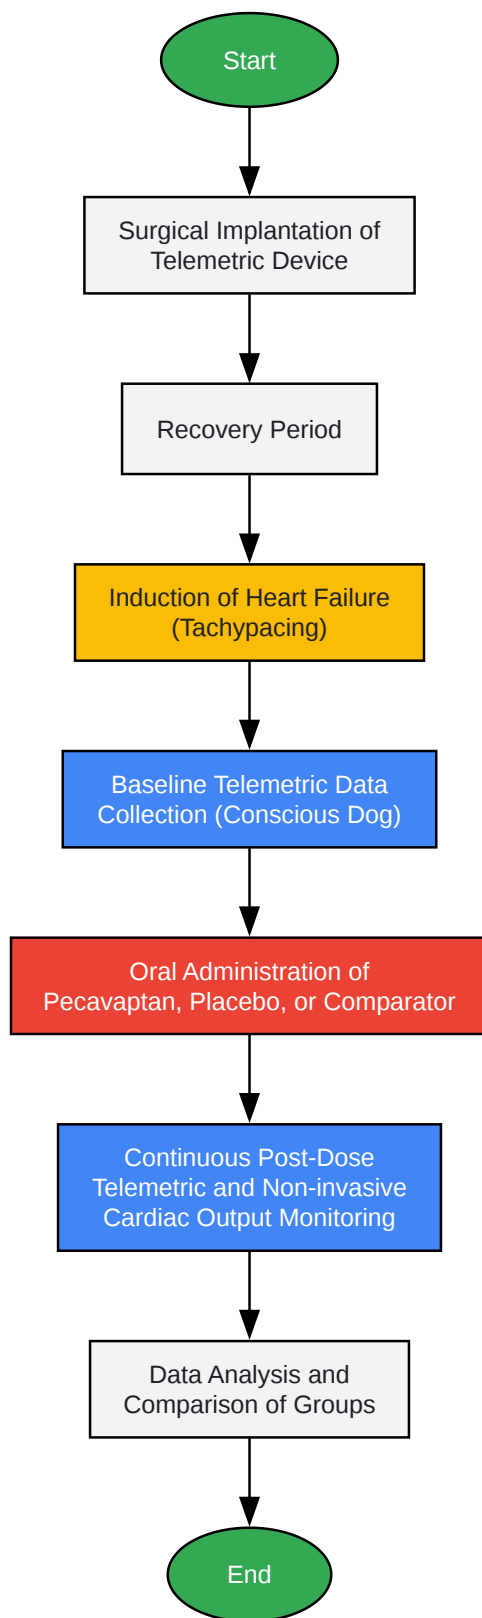 Start
Surgical Implantation of
Telemetric Device
Recovery Period
Induction of Heart Failure
(Tachypacing)
Baseline Telemetric Data
Collection (Conscious Dog)
Oral Administration of
Pecavaptan, Placebo, or Comparator
Continuous Post-Dose
Telemetric and Non-invasive
Cardiac Output Monitoring
Data Analysis and
Comparison of Groups
End